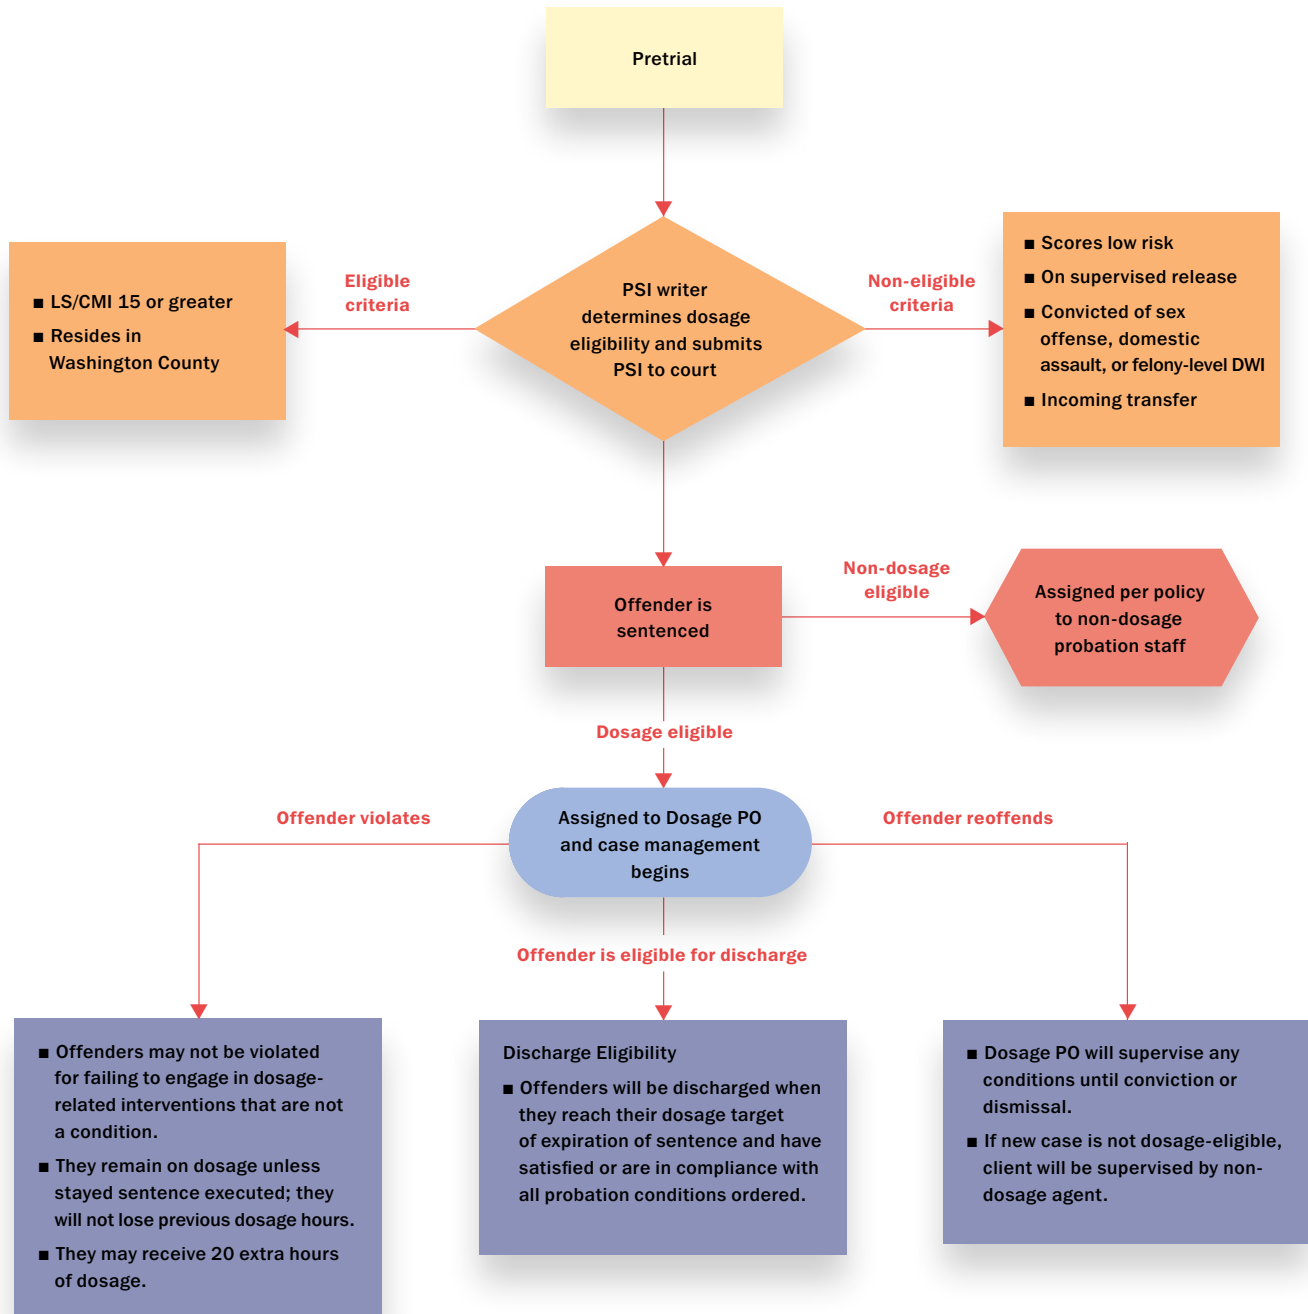 Pretrial
Eligible
criteria
■ LS/CMI 15 or greater
■ Resides in
Washington County
PSI writer
determines dosage
eligibility and submits
PSI to court
Non-eligible
criteria
■ Scores low risk
■ On supervised release
■ Convicted of sex
offense, domestic
assault, or felony-level DWI
■ Incoming transfer
Offender is
sentenced
Non-dosage
eligible
Assigned per policy
to non-dosage
probation staff
Dosage eligible
Assigned to Dosage PO
and case management
begins
Offender violates
Offender is eligible for discharge
Offender reoffends
■ Offenders may not be violated
for failing to engage in dosage-
related interventions that are not
a condition.
■ They remain on dosage unless
stayed sentence executed; they
will not lose previous dosage hours.
■ They may receive 20 extra hours
of dosage.
Discharge Eligibility
■ Offenders will be discharged when
they reach their dosage target
of expiration of sentence and have
satisfied or are in compliance with
all probation conditions ordered.
■ Dosage PO will supervise any
conditions until conviction or
dismissal.
■ If new case is not dosage-eligible,
client will be supervised by non-
dosage agent.